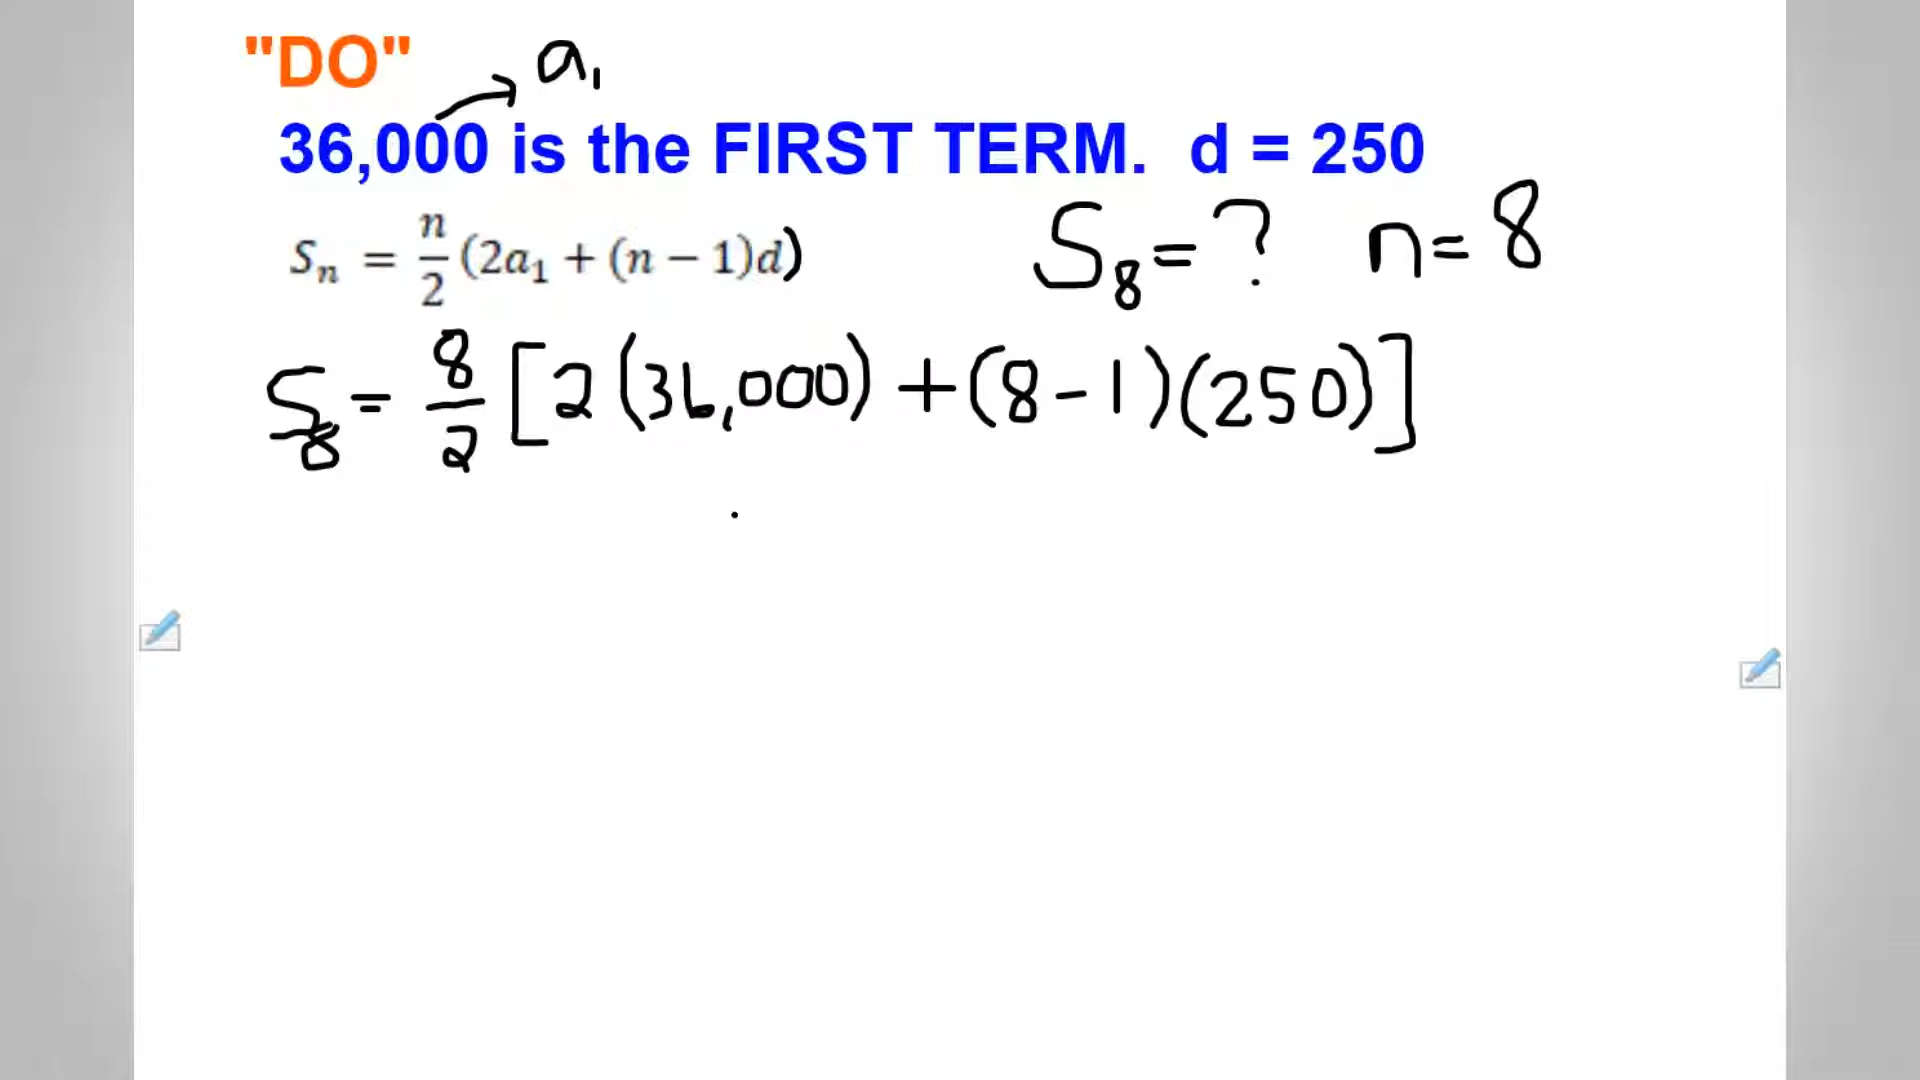 "DO"
a₁
36,000 is the FIRST TERM. d = 250
Sₙ = n/2 (2a₁ + (n − 1)d)
S₈ = ? n = 8
S₈ = 8/2 [2(36,000) + (8 - 1)(250)]